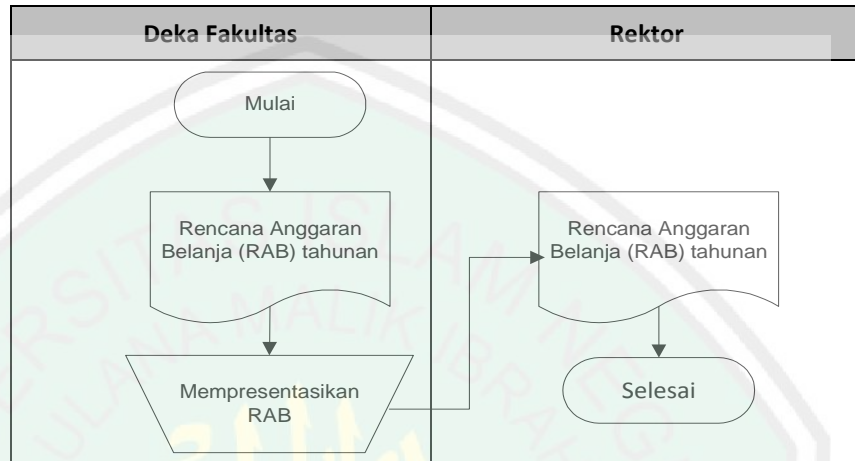 Deka Fakultas
Rektor
Mulai
Rencana Anggaran
Belanja (RAB) tahunan
Mempresentasikan
RAB
Rencana Anggaran
Belanja (RAB) tahunan
Selesai